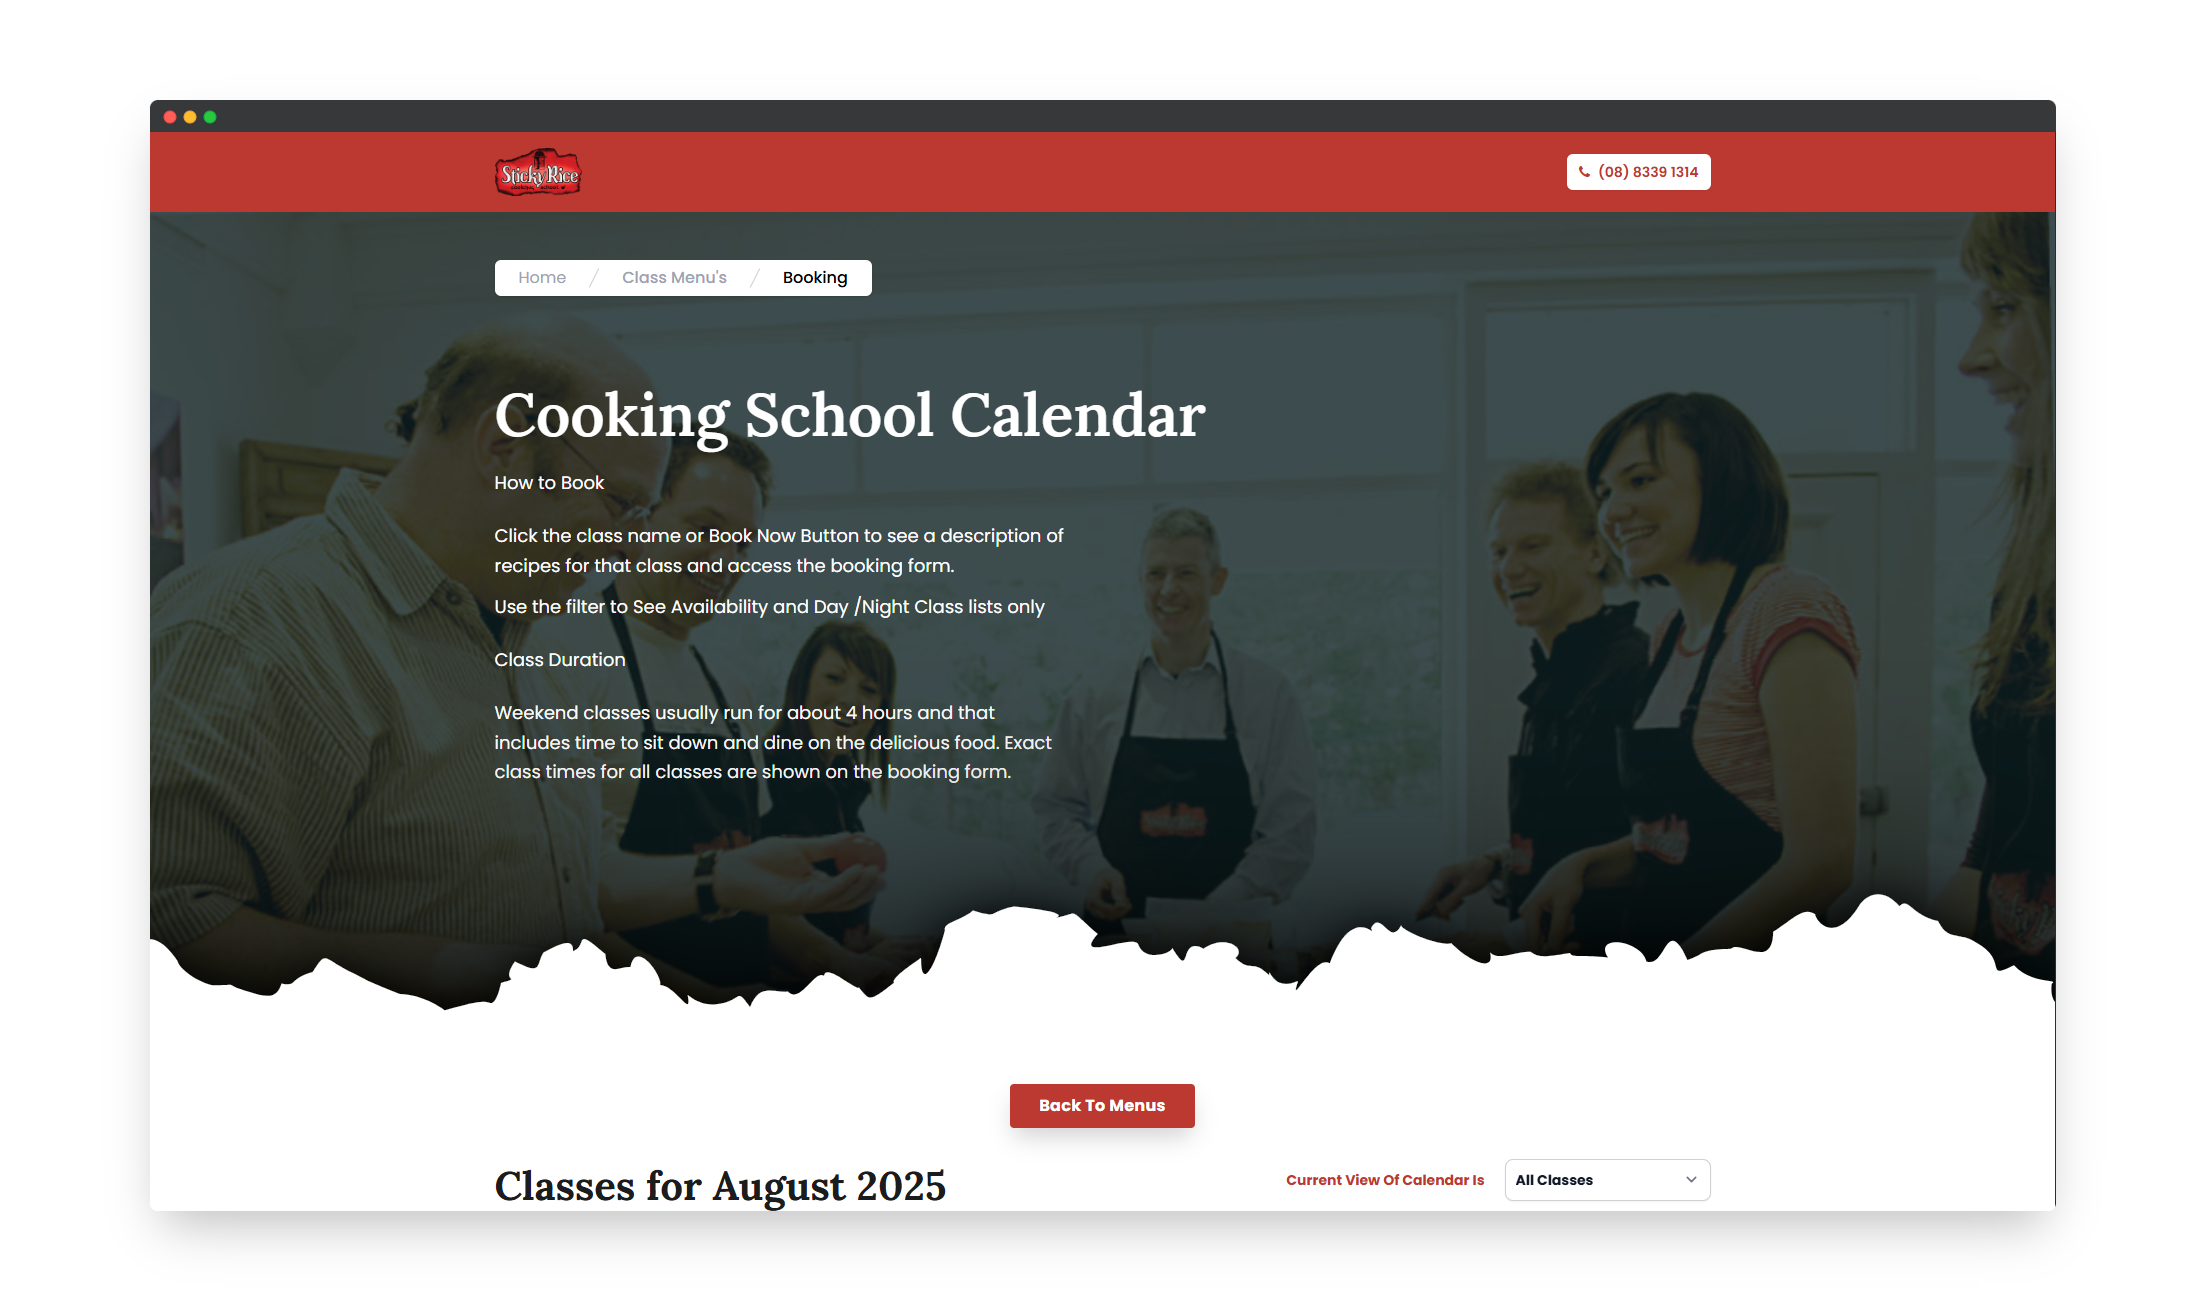 Sticky Rice
cooking school
(08) 8339 1314
Home / Class Menu's / Booking
Cooking School Calendar
How to Book
Click the class name or Book Now Button to see a description of
recipes for that class and access the booking form.
Use the filter to See Availability and Day /Night Class lists only
Class Duration
Weekend classes usually run for about 4 hours and that
includes time to sit down and dine on the delicious food. Exact
class times for all classes are shown on the booking form.
Back To Menus
Classes for August 2025
Current View Of Calendar Is
All Classes